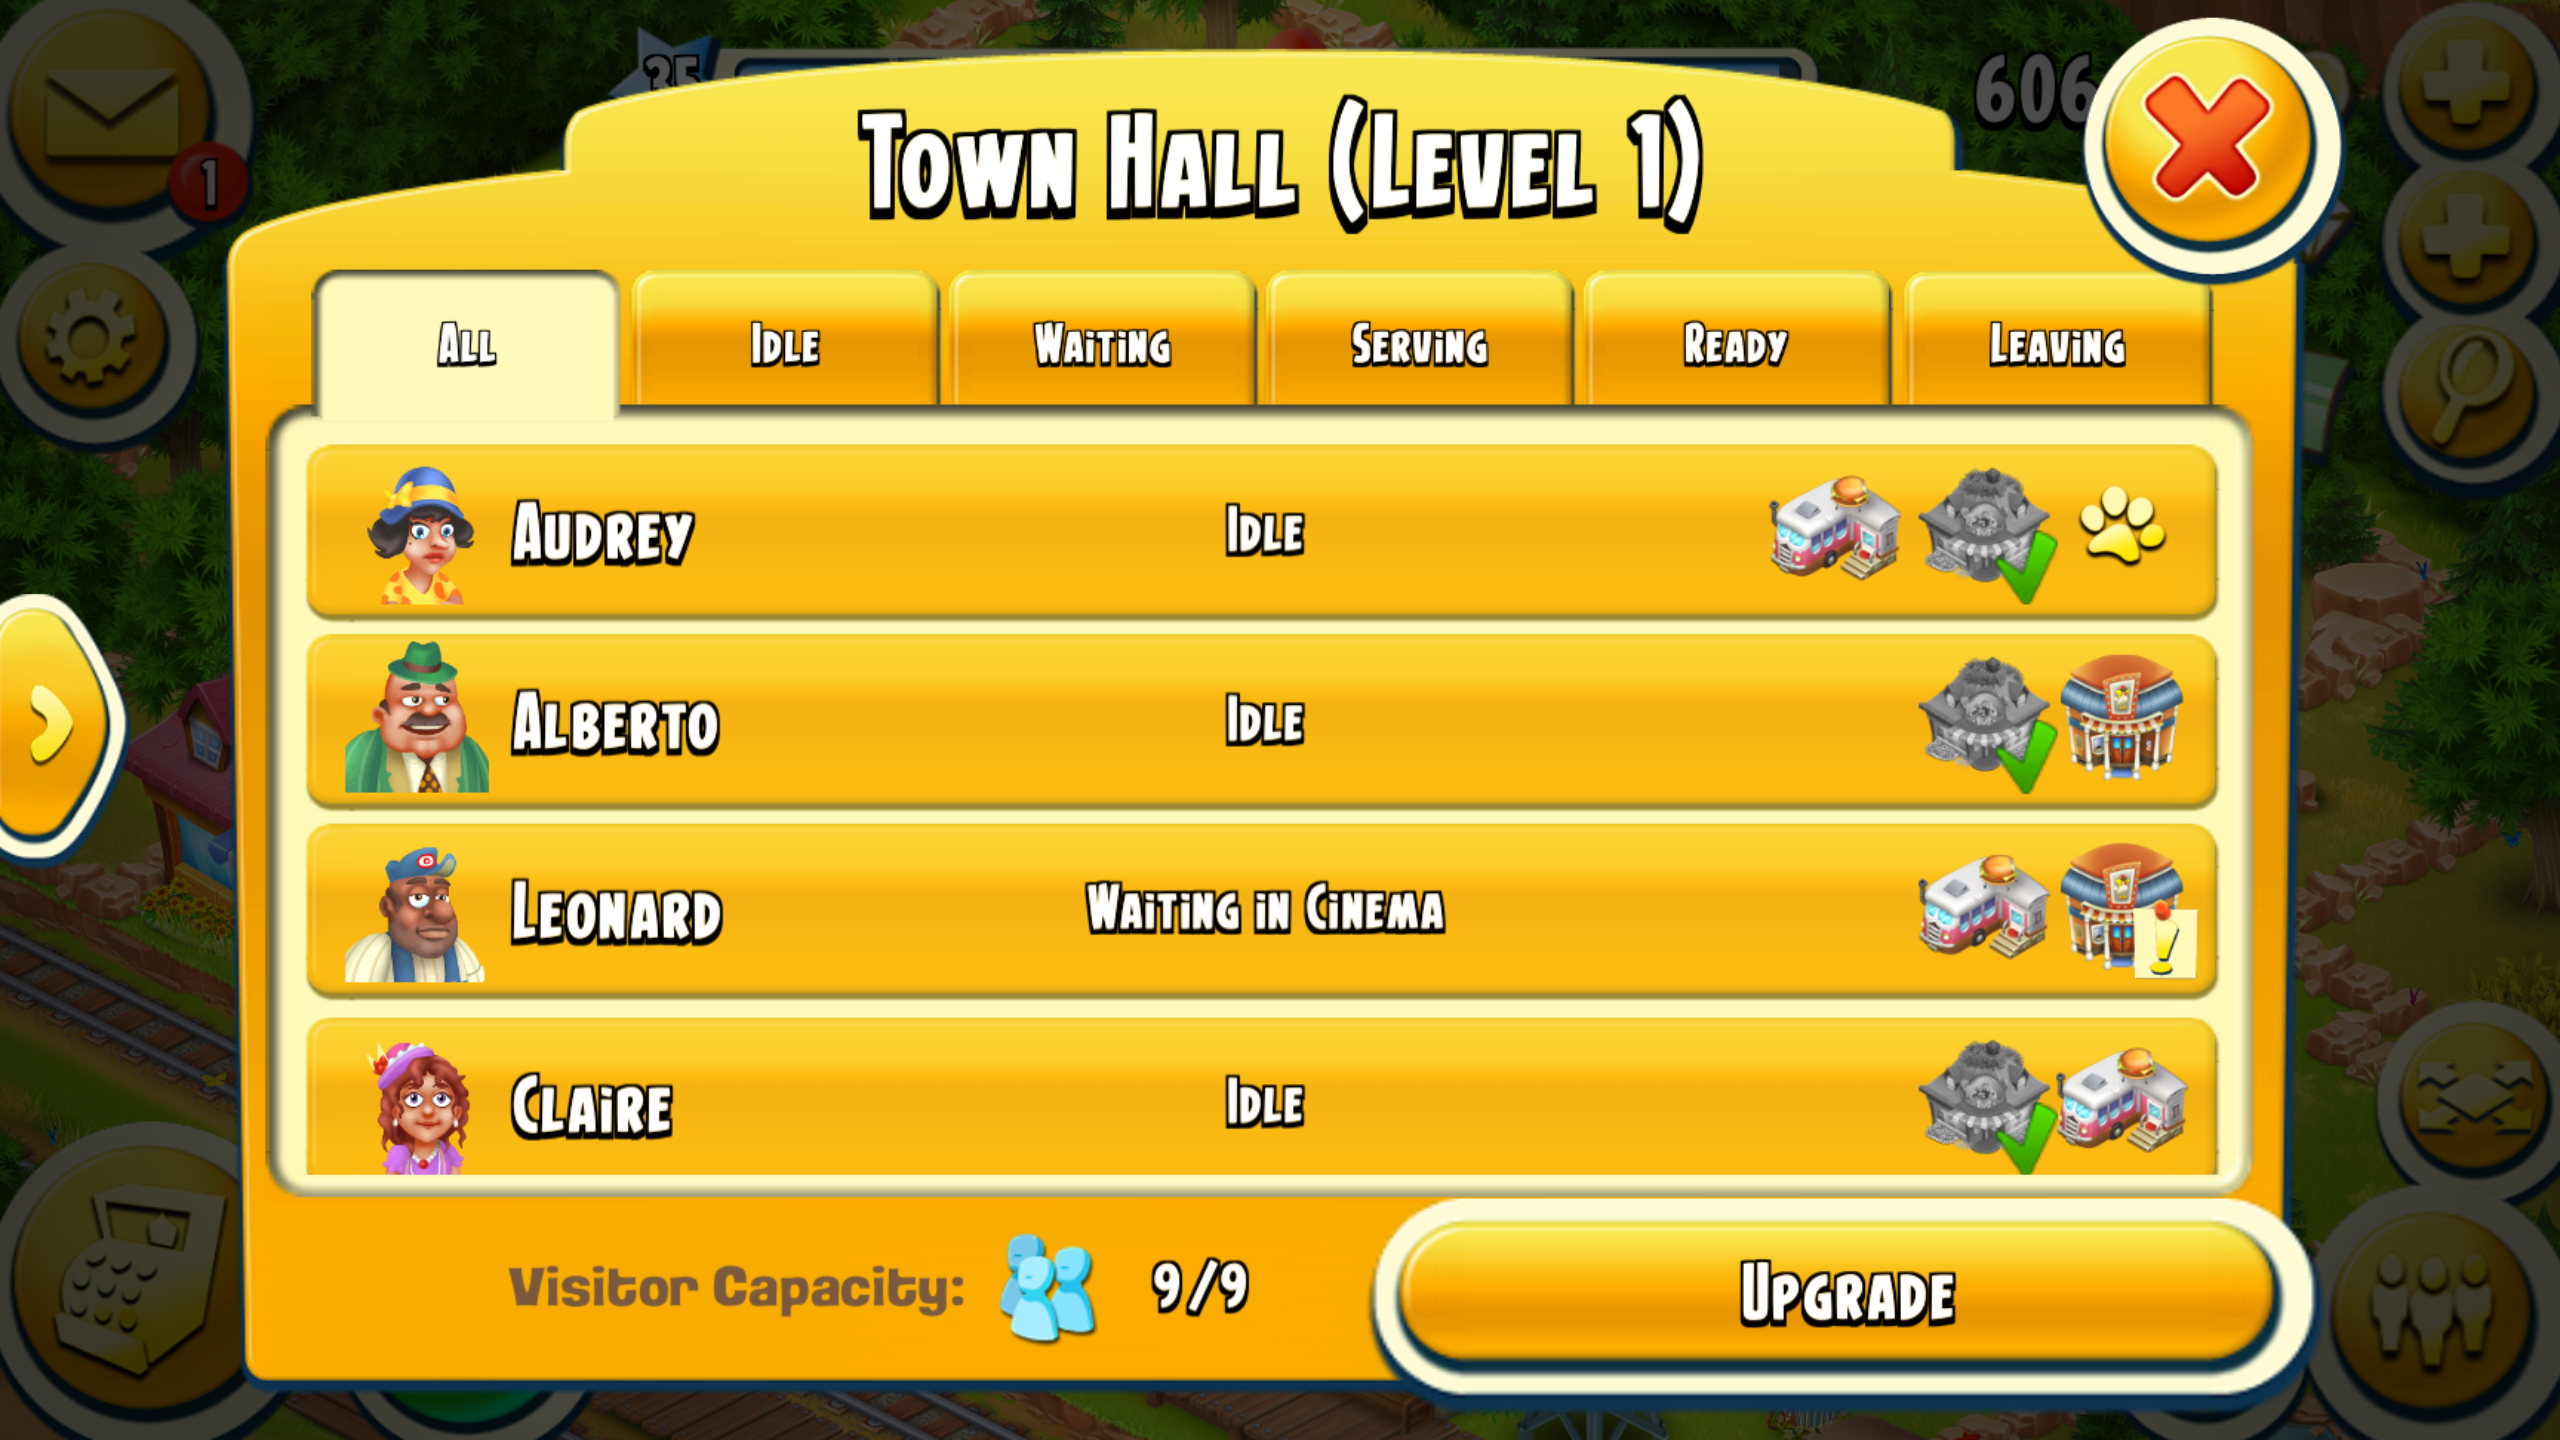 35
606
1
Town Hall (Level 1)
All
Idle
Waiting
Serving
Ready
Leaving
Audrey
Idle
Alberto
Idle
Leonard
Waiting in Cinema
Claire
Idle
Visitor Capacity:
9/9
Upgrade